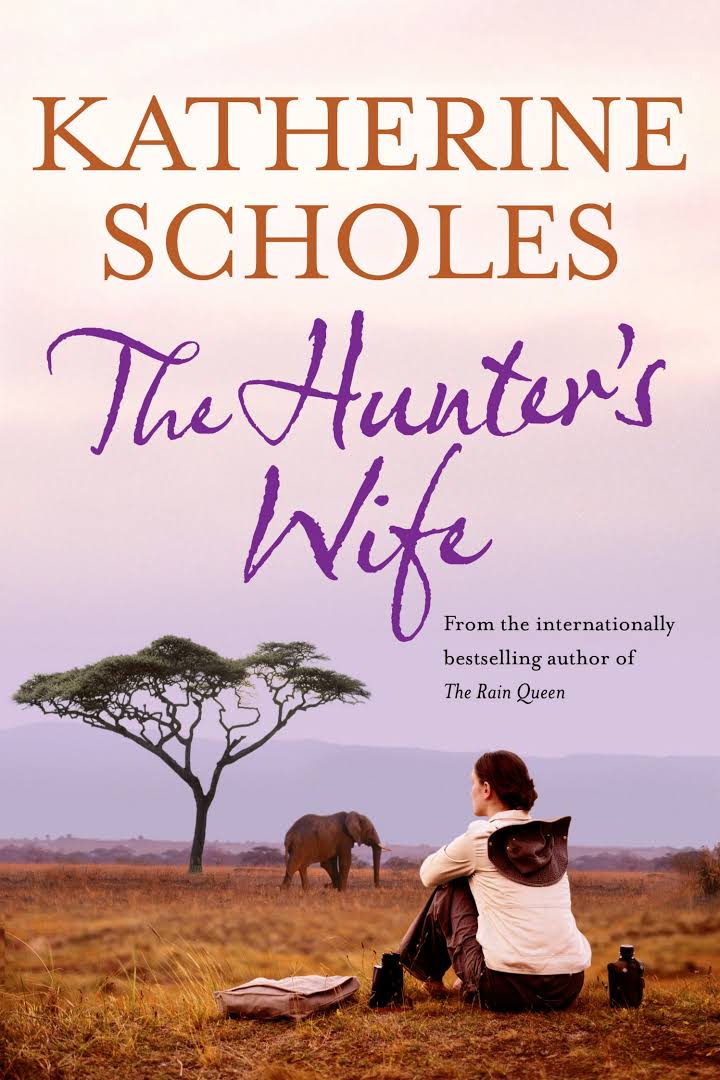 KATHERINE
SCHOLES
The Hunter's
Wife
From the internationally
bestselling author of
The Rain Queen